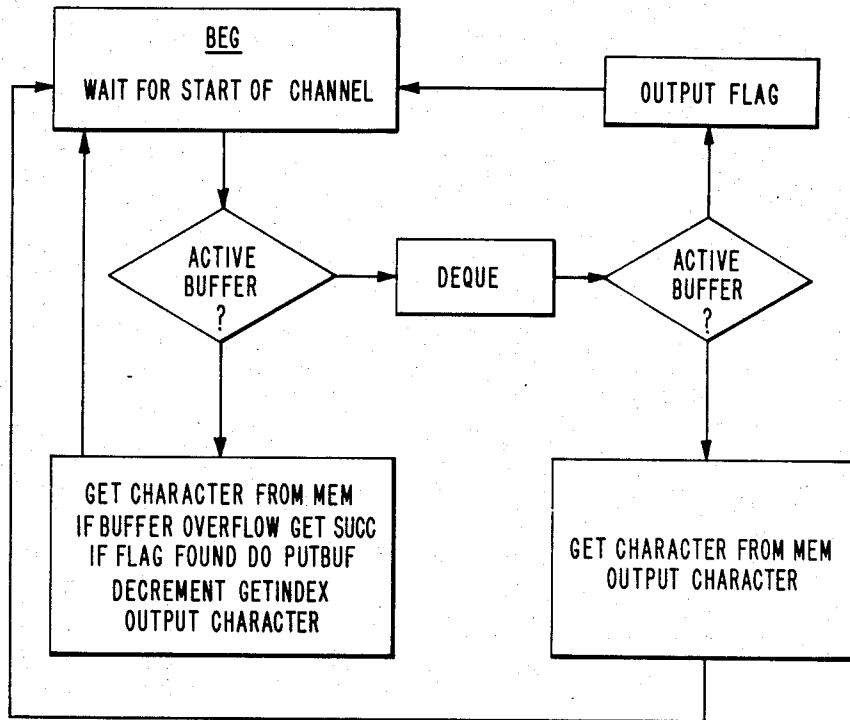 BEG
WAIT FOR START OF CHANNEL
OUTPUT FLAG
ACTIVE
BUFFER
?
DEQUE
ACTIVE
BUFFER
?
GET CHARACTER FROM MEM
IF BUFFER OVERFLOW GET SUCC
IF FLAG FOUND DO PUTBUF
DECREMENT GETINDEX
OUTPUT CHARACTER
GET CHARACTER FROM MEM
OUTPUT CHARACTER